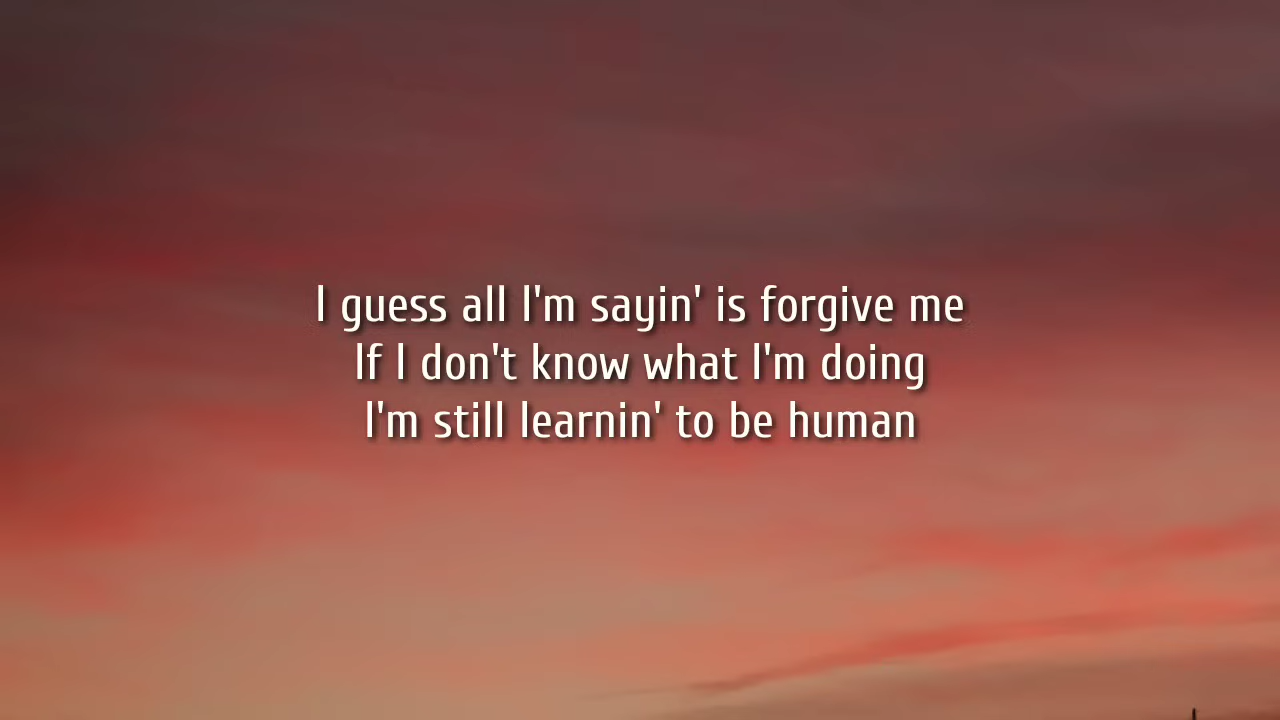 I guess all I'm sayin' is forgive me
If I don't know what I'm doing
I'm still learnin' to be human